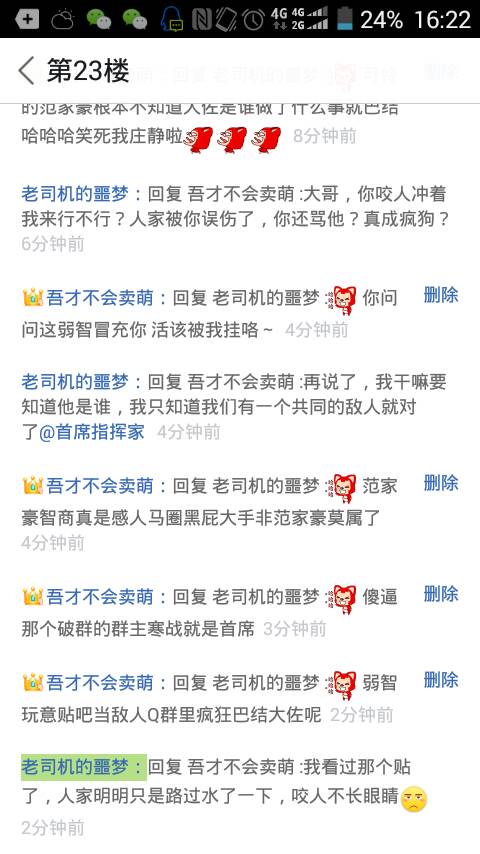 4G 4G 2G 24% 16:22
第23楼
的范家豪根本不知道大佐是谁做了什么事就巴结
哈哈哈笑死我庄静啦 8分钟前
老司机的噩梦：回复 吾才不会卖萌 :大哥，你咬人冲着
我来行不行？人家被你误伤了，你还骂他？真成疯狗？
6分钟前
吾才不会卖萌：回复 老司机的噩梦 : 你问 删除
问这弱智冒充你 活该被我挂咯～ 4分钟前
老司机的噩梦：回复 吾才不会卖萌 :再说了，我干嘛要
知道他是谁，我只知道我们有一个共同的敌人就对
了@首席指挥家 4分钟前
吾才不会卖萌：回复 老司机的噩梦 : 范家 删除
豪智商真是感人马圈黑屁大手非范家豪莫属了
4分钟前
吾才不会卖萌：回复 老司机的噩梦 : 傻逼 删除
那个破群的群主寒战就是首席 3分钟前
吾才不会卖萌：回复 老司机的噩梦 : 弱智 删除
玩意贴吧当敌人Q群里疯狂巴结大佐呢 2分钟前
老司机的噩梦：回复 吾才不会卖萌 :我看过那个贴
了，人家明明只是路过水了一下，咬人不长眼睛
2分钟前